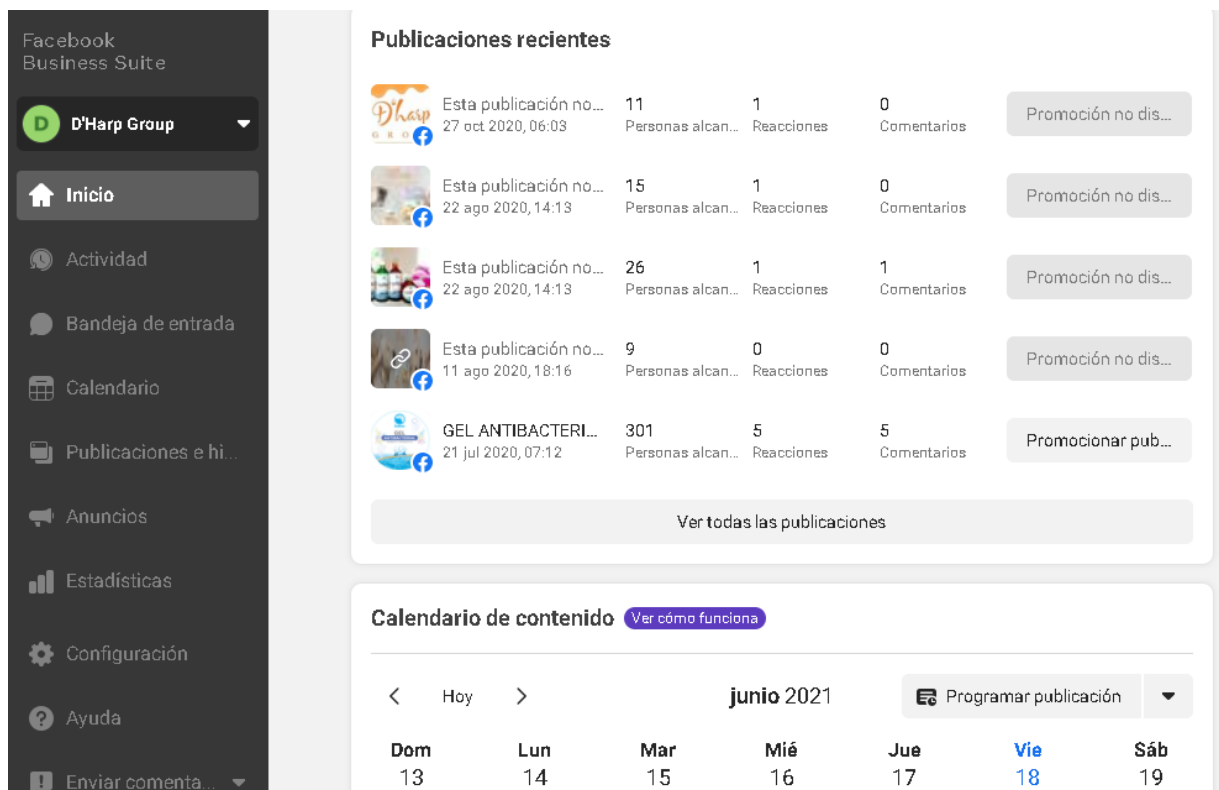 Facebook
Business Suite
D
D'Harp Group
Inicio
Actividad
Bandeja de entrada
Calendario
Publicaciones e hi...
Anuncios
Estadísticas
Configuración
Ayuda
Enviar comenta...
Publicaciones recientes
D'harp
GRO
Esta publicación no... 11 1 0 Promoción no dis...
27 oct 2020, 06:03 Personas alcan... Reacciones Comentarios
Esta publicación no... 15 1 0 Promoción no dis...
22 ago 2020, 14:13 Personas alcan... Reacciones Comentarios
Esta publicación no... 26 1 1 Promoción no dis...
22 ago 2020, 14:13 Personas alcan... Reacciones Comentarios
Esta publicación no... 9 0 0 Promoción no dis...
11 ago 2020, 18:16 Personas alcan... Reacciones Comentarios
GEL ANTIBACTERI... 301 5 5 Promocionar pub...
21 jul 2020, 07:12 Personas alcan... Reacciones Comentarios
Ver todas las publicaciones
Calendario de contenido Ver cómo funciona
Hoy junio 2021 Programar publicación
Dom Lun Mar Mié Jue Vie Sáb
13 14 15 16 17 18 19